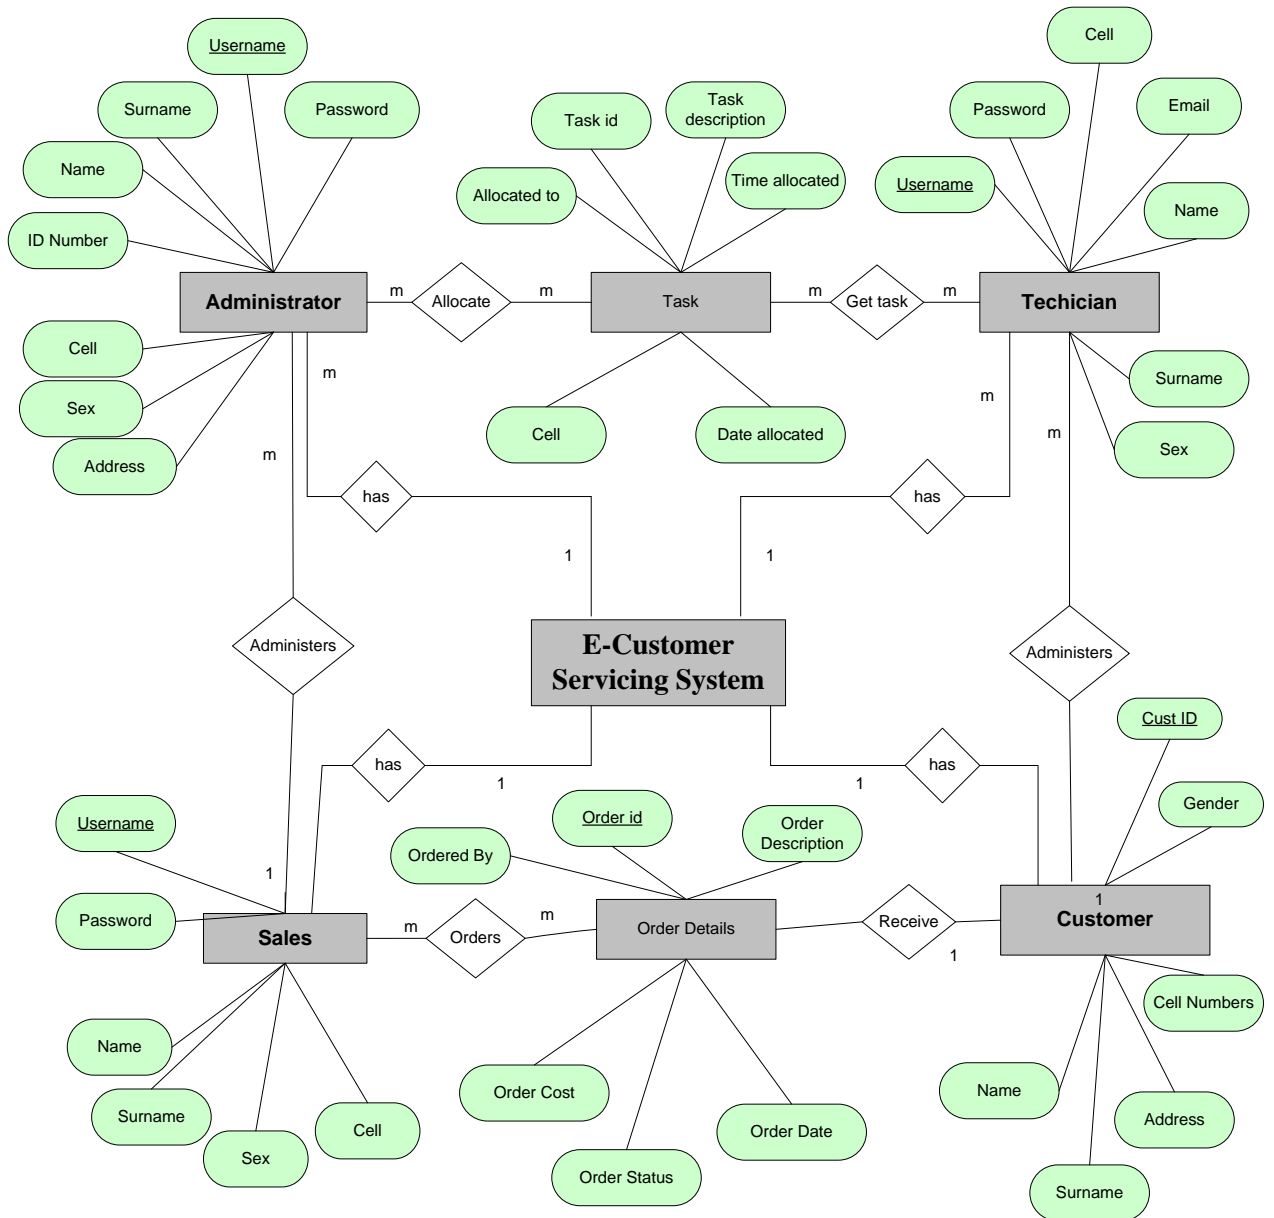 Cell
Username
Surname
Password
Task id
Task
description
Password
Email
Name
Allocated to
Time allocated
Username
Name
ID Number
Administrator
m
Allocate
m
Task
m
Get task
m
Techician
Cell
m
Surname
Sex
m
Cell
Date allocated
m
Sex
Address
m
has
has
1
1
Administers
E-Customer
Servicing System
Administers
Cust ID
has
1
1
has
Gender
Username
Order id
Order
Description
Ordered By
1
Password
Sales
m
Orders
m
Order Details
Receive
1
1
Customer
Cell Numbers
Name
Order Cost
Name
Surname
Cell
Order Date
Address
Sex
Order Status
Surname